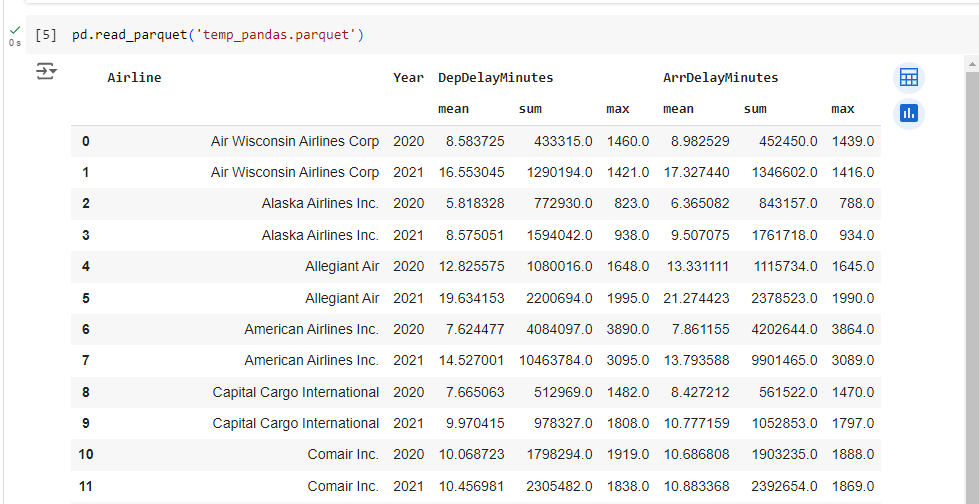 [5] pd.read_parquet('temp_pandas.parquet')
0s
Airline Year DepDelayMinutes ArrDelayMinutes
mean sum max mean sum max
0 Air Wisconsin Airlines Corp 2020 8.583725 433315.0 1460.0 8.982529 452450.0 1439.0
1 Air Wisconsin Airlines Corp 2021 16.553045 1290194.0 1421.0 17.327440 1346602.0 1416.0
2 Alaska Airlines Inc. 2020 5.818328 772930.0 823.0 6.365082 843157.0 788.0
3 Alaska Airlines Inc. 2021 8.575051 1594042.0 938.0 9.507075 1761718.0 934.0
4 Allegiant Air 2020 12.825575 1080016.0 1648.0 13.331111 1115734.0 1645.0
5 Allegiant Air 2021 19.634153 2200694.0 1995.0 21.274423 2378523.0 1990.0
6 American Airlines Inc. 2020 7.624477 4084097.0 3890.0 7.861155 4202644.0 3864.0
7 American Airlines Inc. 2021 14.527001 10463784.0 3095.0 13.793588 9901465.0 3089.0
8 Capital Cargo International 2020 7.665063 512969.0 1482.0 8.427212 561522.0 1470.0
9 Capital Cargo International 2021 9.970415 978327.0 1808.0 10.777159 1052853.0 1797.0
10 Comair Inc. 2020 10.068723 1798294.0 1919.0 10.686808 1903235.0 1888.0
11 Comair Inc. 2021 10.456981 2305482.0 1838.0 10.883368 2392654.0 1869.0